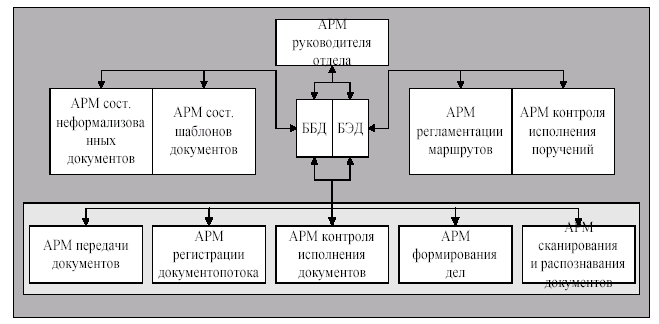 АРМ
руководителя
отдела
АРМ сост.
неформализова
нных
документов
АРМ сост.
шаблонов
документов
ББД
БЭД
АРМ
регламентации
маршрутов
АРМ контроля
исполнения
поручений
АРМ передачи
документов
АРМ
регистрации
документопотока
АРМ контроля
исполнения
документов
АРМ
формирования
дел
АРМ
сканирования
и распознавания
документов